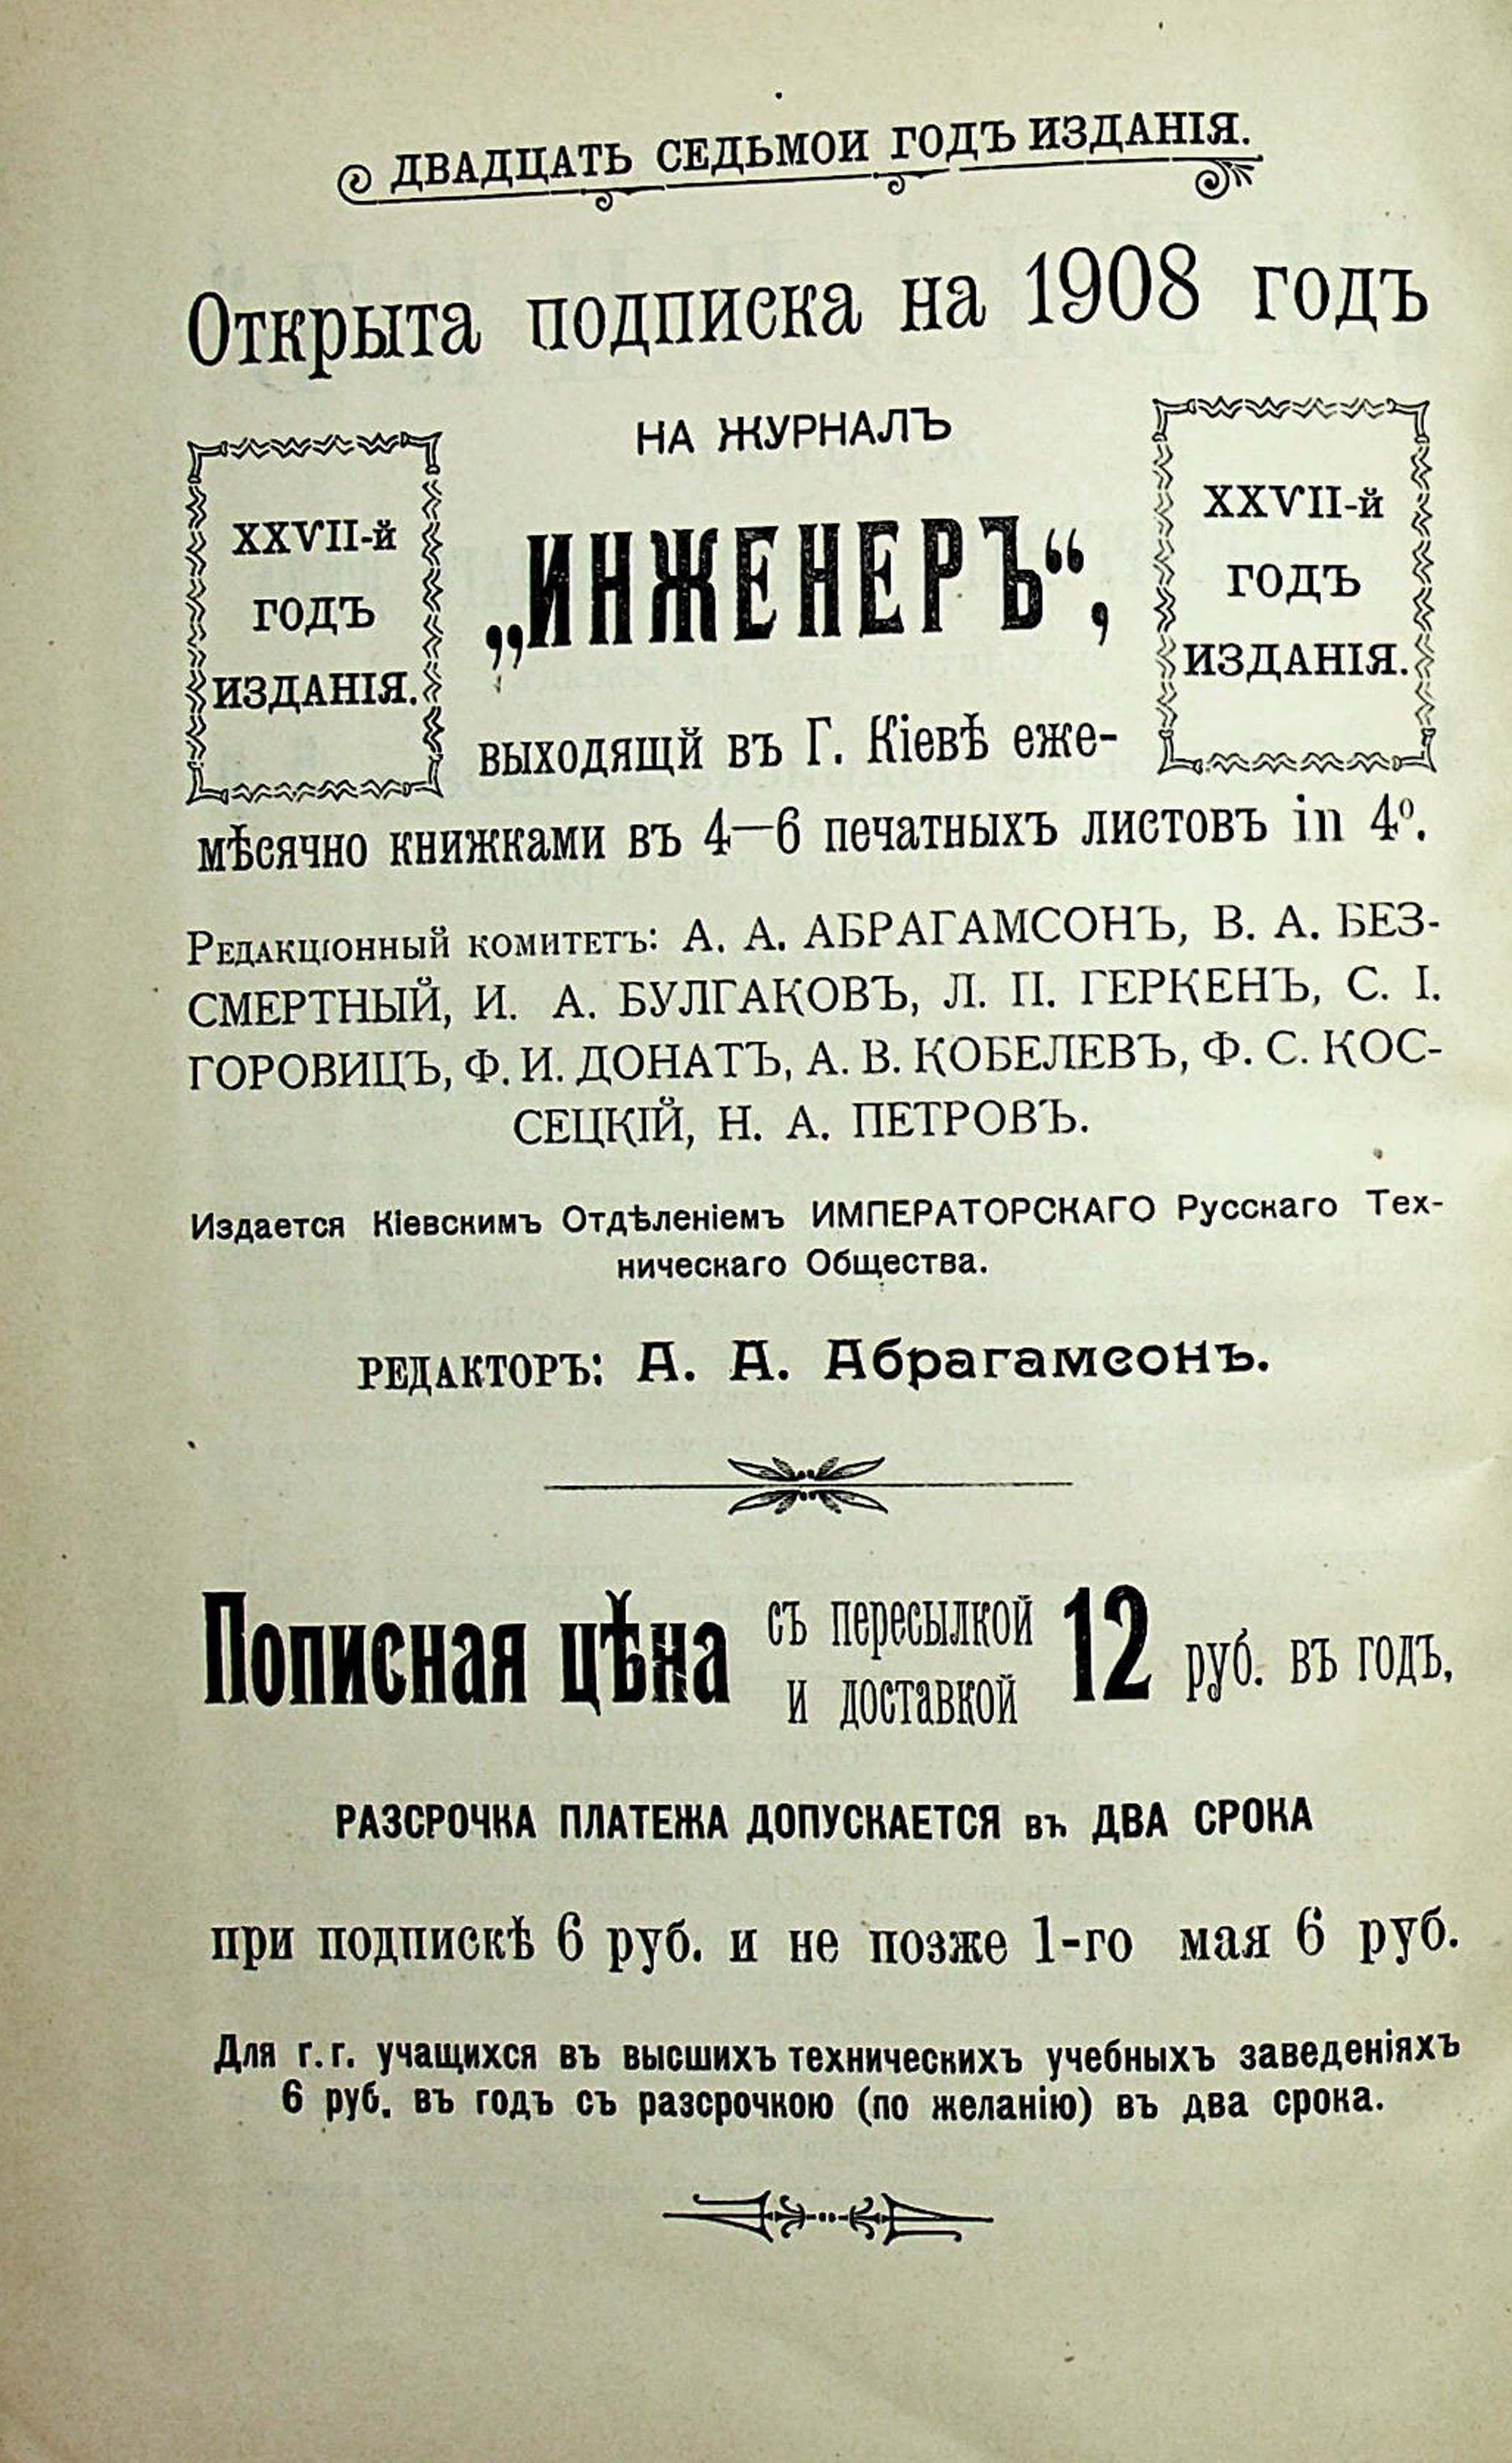 ДВАДЦАТЬ СЕДЬМОИ ГОДЪ ИЗДАНІЯ.
Открыта подписка на 1908 годъ
НА ЖУРНАЛЪ
XXVII-й
ГОДЪ
ИЗДАНІЯ.
„ИНЖЕНЕРЪ“,
XXVII-й
ГОДЪ
ИЗДАНІЯ.
выходящй въ Г. Кіевѣ еже-
мѣсячно книжками въ 4—6 печатныхъ листовъ in 4⁰.
Редакціонный комитетъ: А. А. АБРАГАМСОНЪ, В. А. БЕЗ-
СМЕРТНЫЙ, И. А. БУЛГАКОВЪ, Л. П. ГЕРКЕНЪ, С. І.
ГОРОВИЦЪ, Ф. И. ДОНАТЪ, А. В. КОБЕЛЕВЪ, Ф. С. КОС-
СЕЦКІЙ, Н. А. ПЕТРОВЪ.
Издается Кіевскимъ Отдѣленіемъ ИМПЕРАТОРСКАГО Русскаго Тех-
ническаго Общества.
РЕДАКТОРЪ: А. А. Абрагамсонъ.
Пописная цѣна съ пересылкой и доставкой 12 руб. въ годъ,
РАЗСРОЧКА ПЛАТЕЖА ДОПУСКАЕТСЯ въ ДВА СРОКА
при подпискѣ 6 руб. и не позже 1-го мая 6 руб.
Для г.г. учащихся въ высшихъ техническихъ учебныхъ заведеніяхъ
6 руб. въ годъ съ разсрочкою (по желанію) въ два срока.